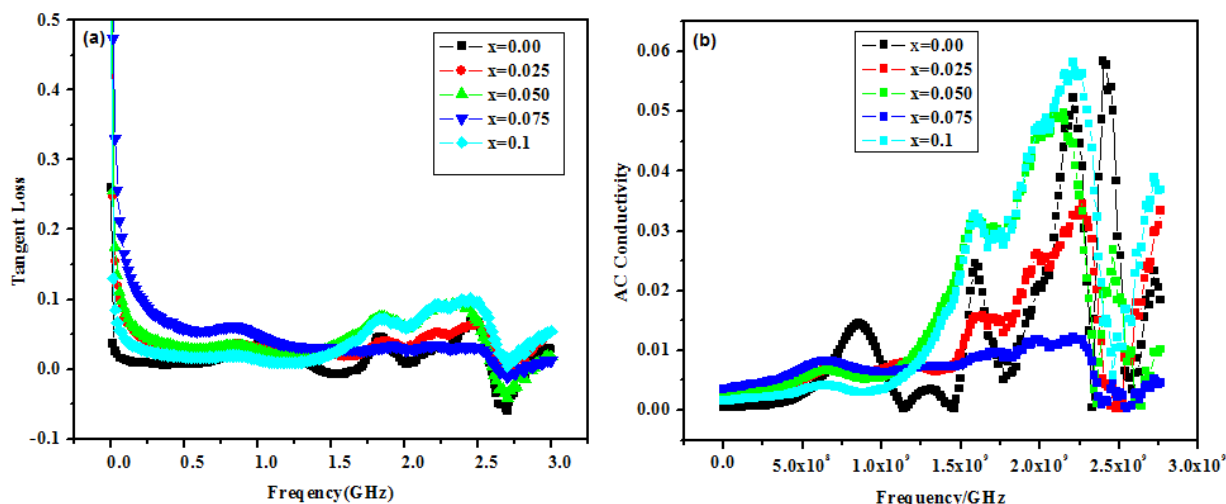 (a)
Tangent Loss
0.5
0.4
0.3
0.2
0.1
0.0
-0.1
x=0.00
x=0.025
x=0.050
x=0.075
x=0.1
0.0 0.5 1.0 1.5 2.0 2.5 3.0
Freqency(GHz)
(b)
AC Conductivity
0.06
0.05
0.04
0.03
0.02
0.01
0.00
x=0.00
x=0.025
x=0.050
x=0.075
x=0.1
0.0 5.0x10⁸ 1.0x10⁹ 1.5x10⁹ 2.0x10⁹ 2.5x10⁹ 3.0x10⁹
Frequency/GHz